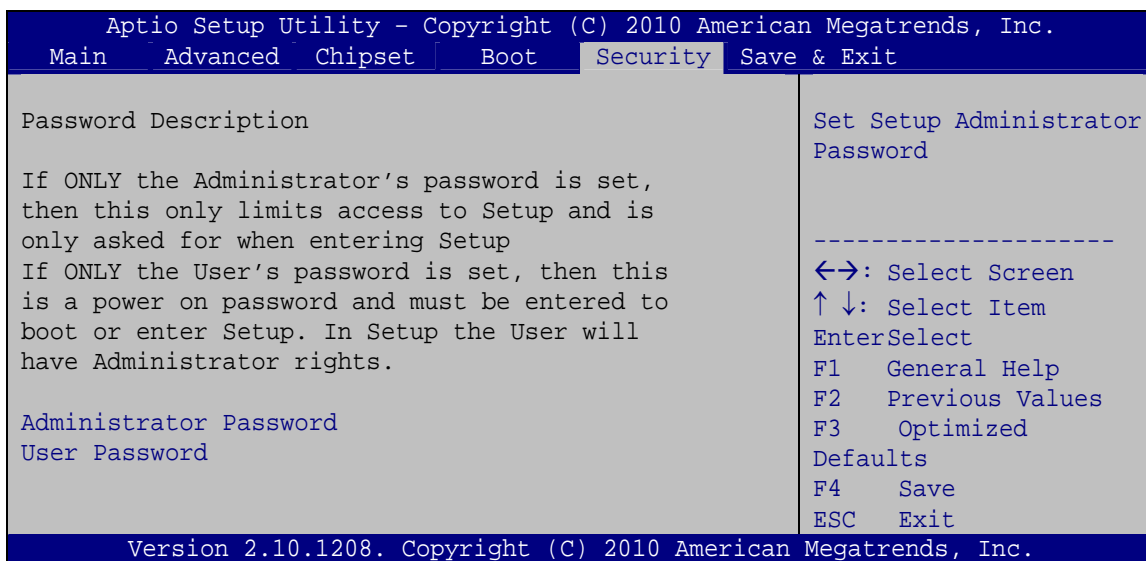 Aptio Setup Utility – Copyright (C) 2010 American Megatrends, Inc.
Main Advanced Chipset Boot Security Save & Exit
Password Description
If ONLY the Administrator’s password is set,
then this only limits access to Setup and is
only asked for when entering Setup
If ONLY the User’s password is set, then this
is a power on password and must be entered to
boot or enter Setup. In Setup the User will
have Administrator rights.
Administrator Password
User Password
Set Setup Administrator
Password
---------------------
←→: Select Screen
↑ ↓: Select Item
EnterSelect
F1 General Help
F2 Previous Values
F3 Optimized
Defaults
F4 Save
ESC Exit
Version 2.10.1208. Copyright (C) 2010 American Megatrends, Inc.